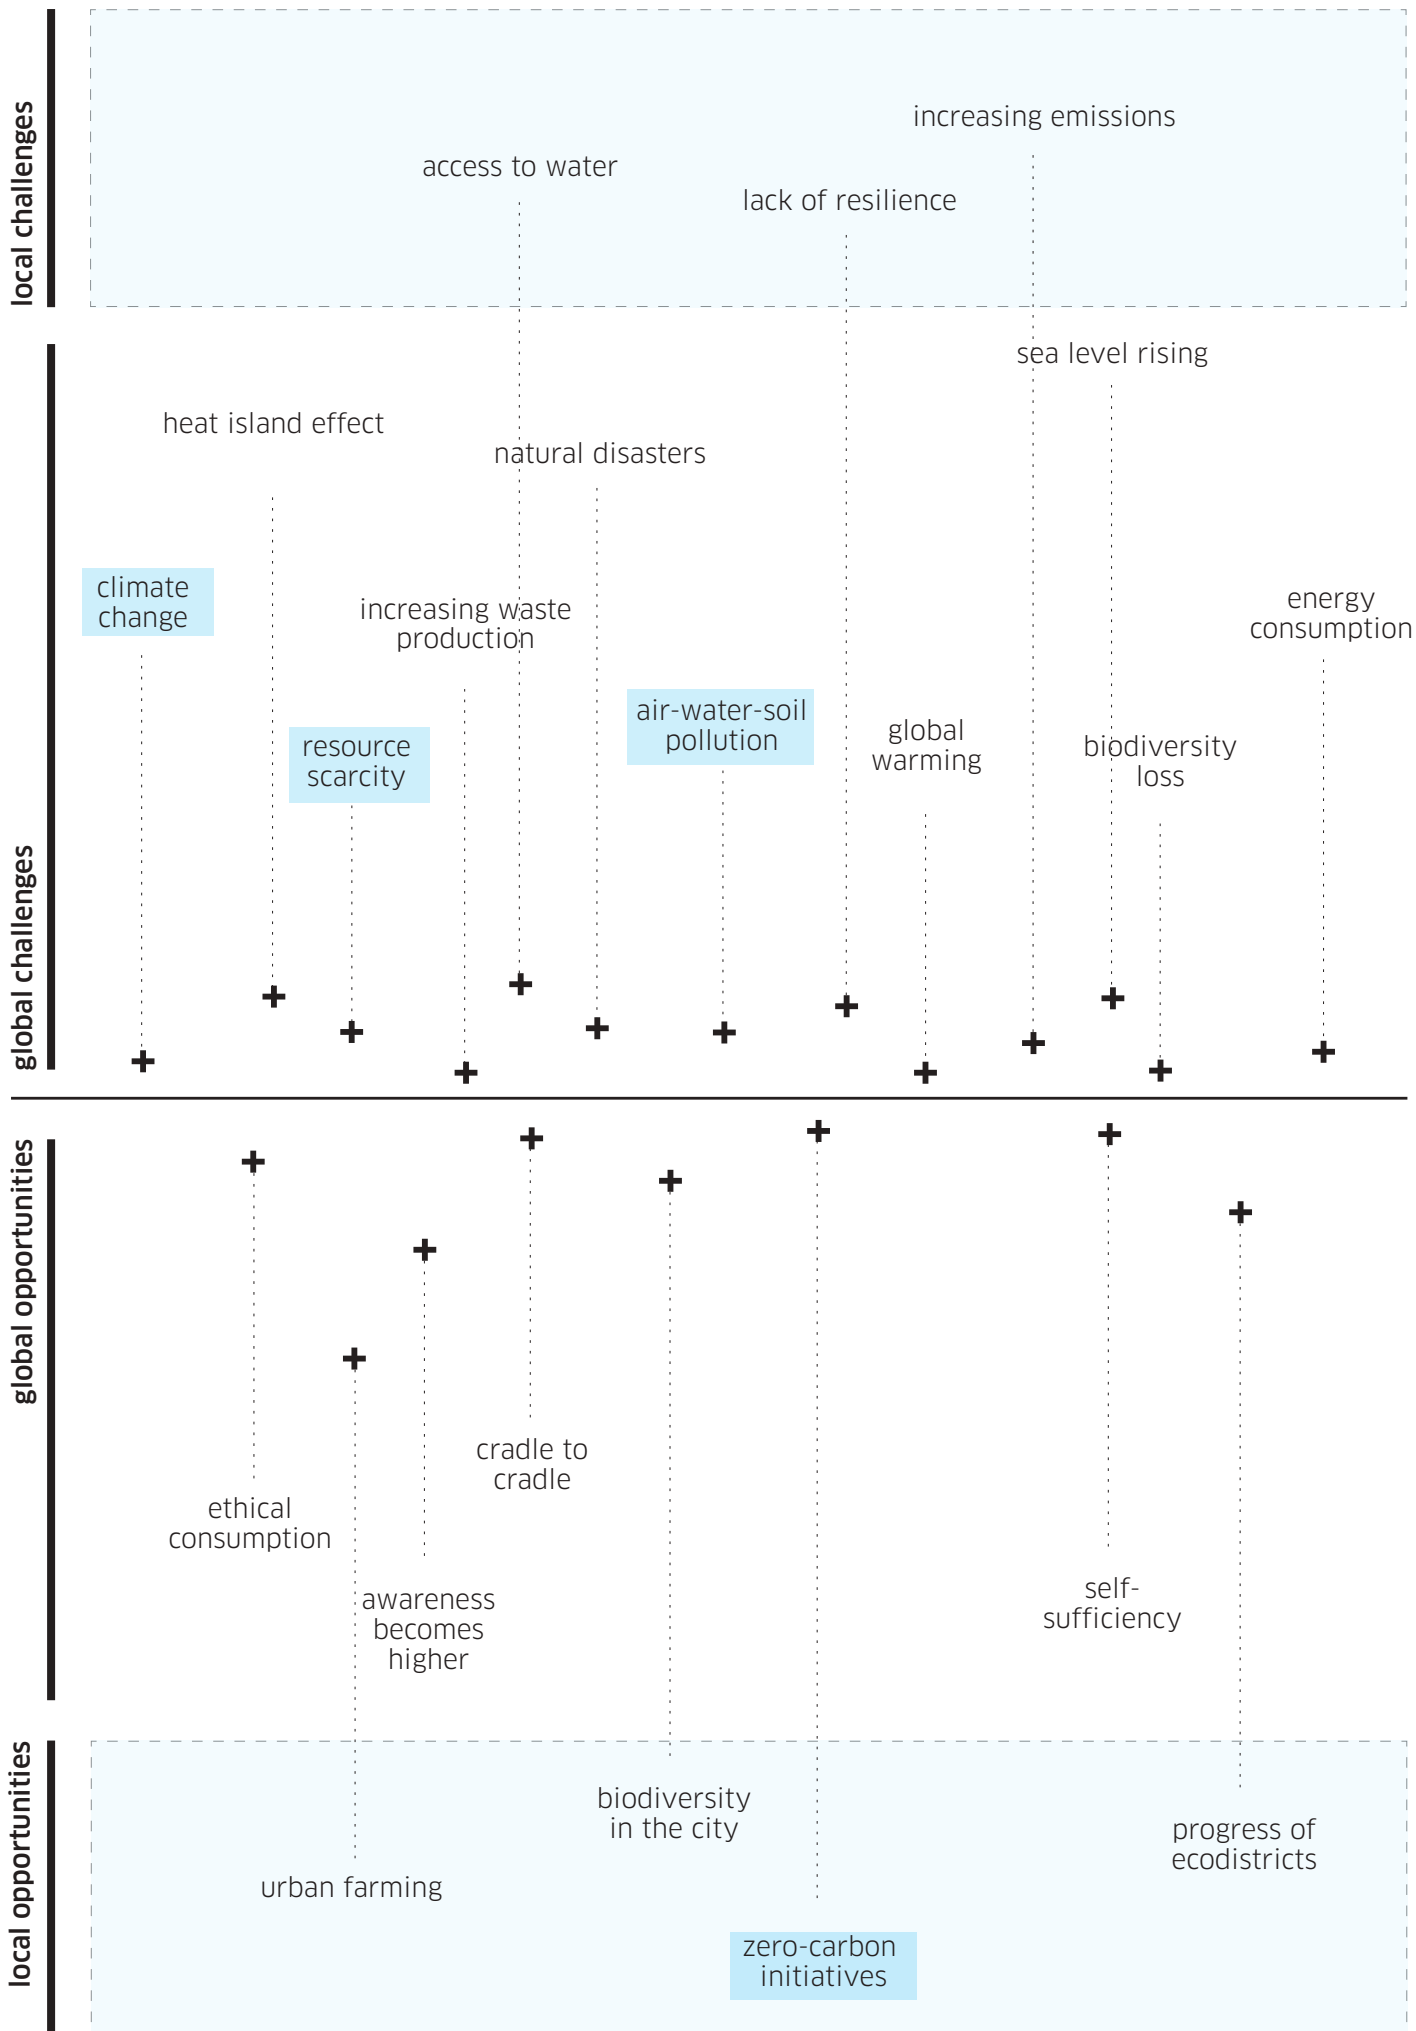 local challenges
increasing emissions
access to water
lack of resilience
global challenges
sea level rising
heat island effect
natural disasters
climate
change
increasing waste
production
energy
consumption
air-water-soil
pollution
resource
scarcity
global
warming
biodiversity
loss
global opportunities
cradle to
cradle
ethical
consumption
awareness
becomes
higher
self-
sufficiency
local opportunities
biodiversity
in the city
progress of
ecodistricts
urban farming
zero-carbon
initiatives